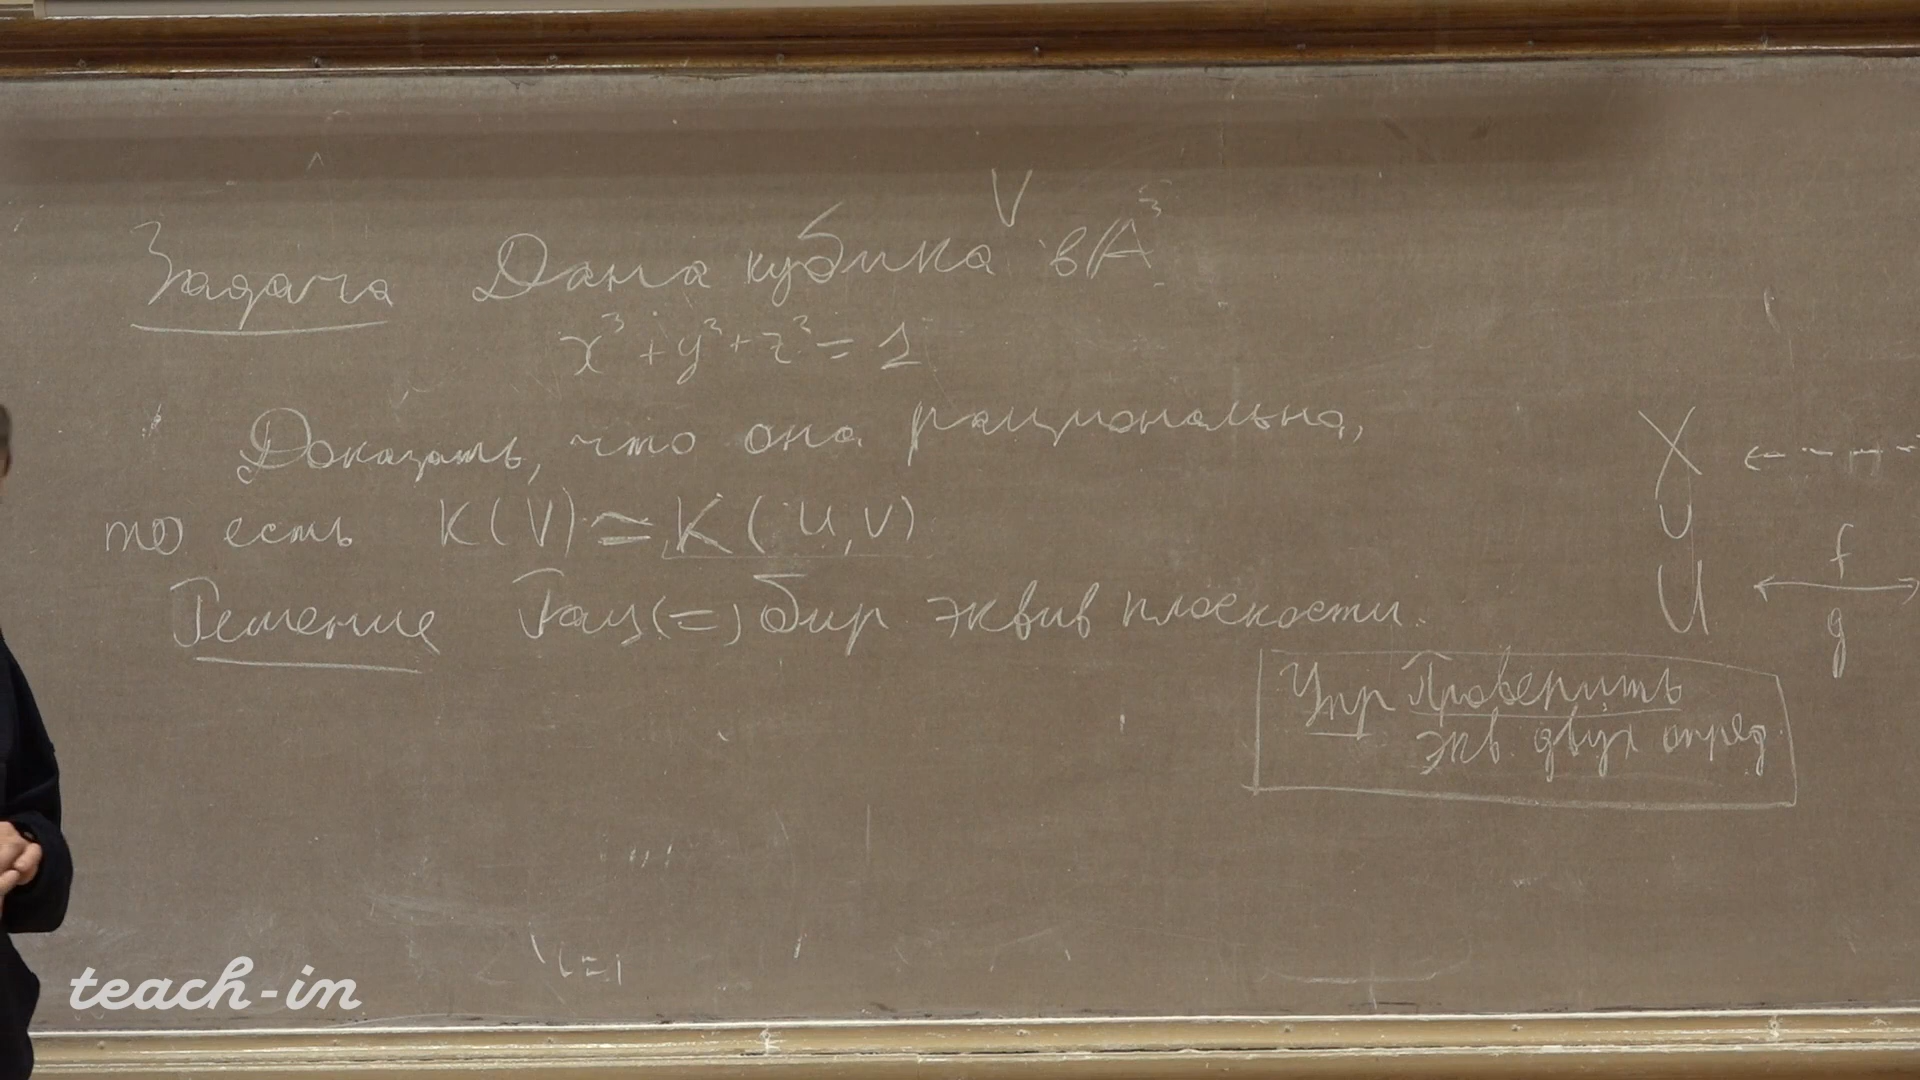 Задача Дана кубика V в 𝔸³
x³ + y³ + z³ = 1
Доказать, что она рациональна,
то есть K(V) ≃ K(u,v)
Решение Рац (=) бир эквив плоскости.
X
U
U
f
g
Упр Проверить
экв. двух опред.
i=1
teach-in